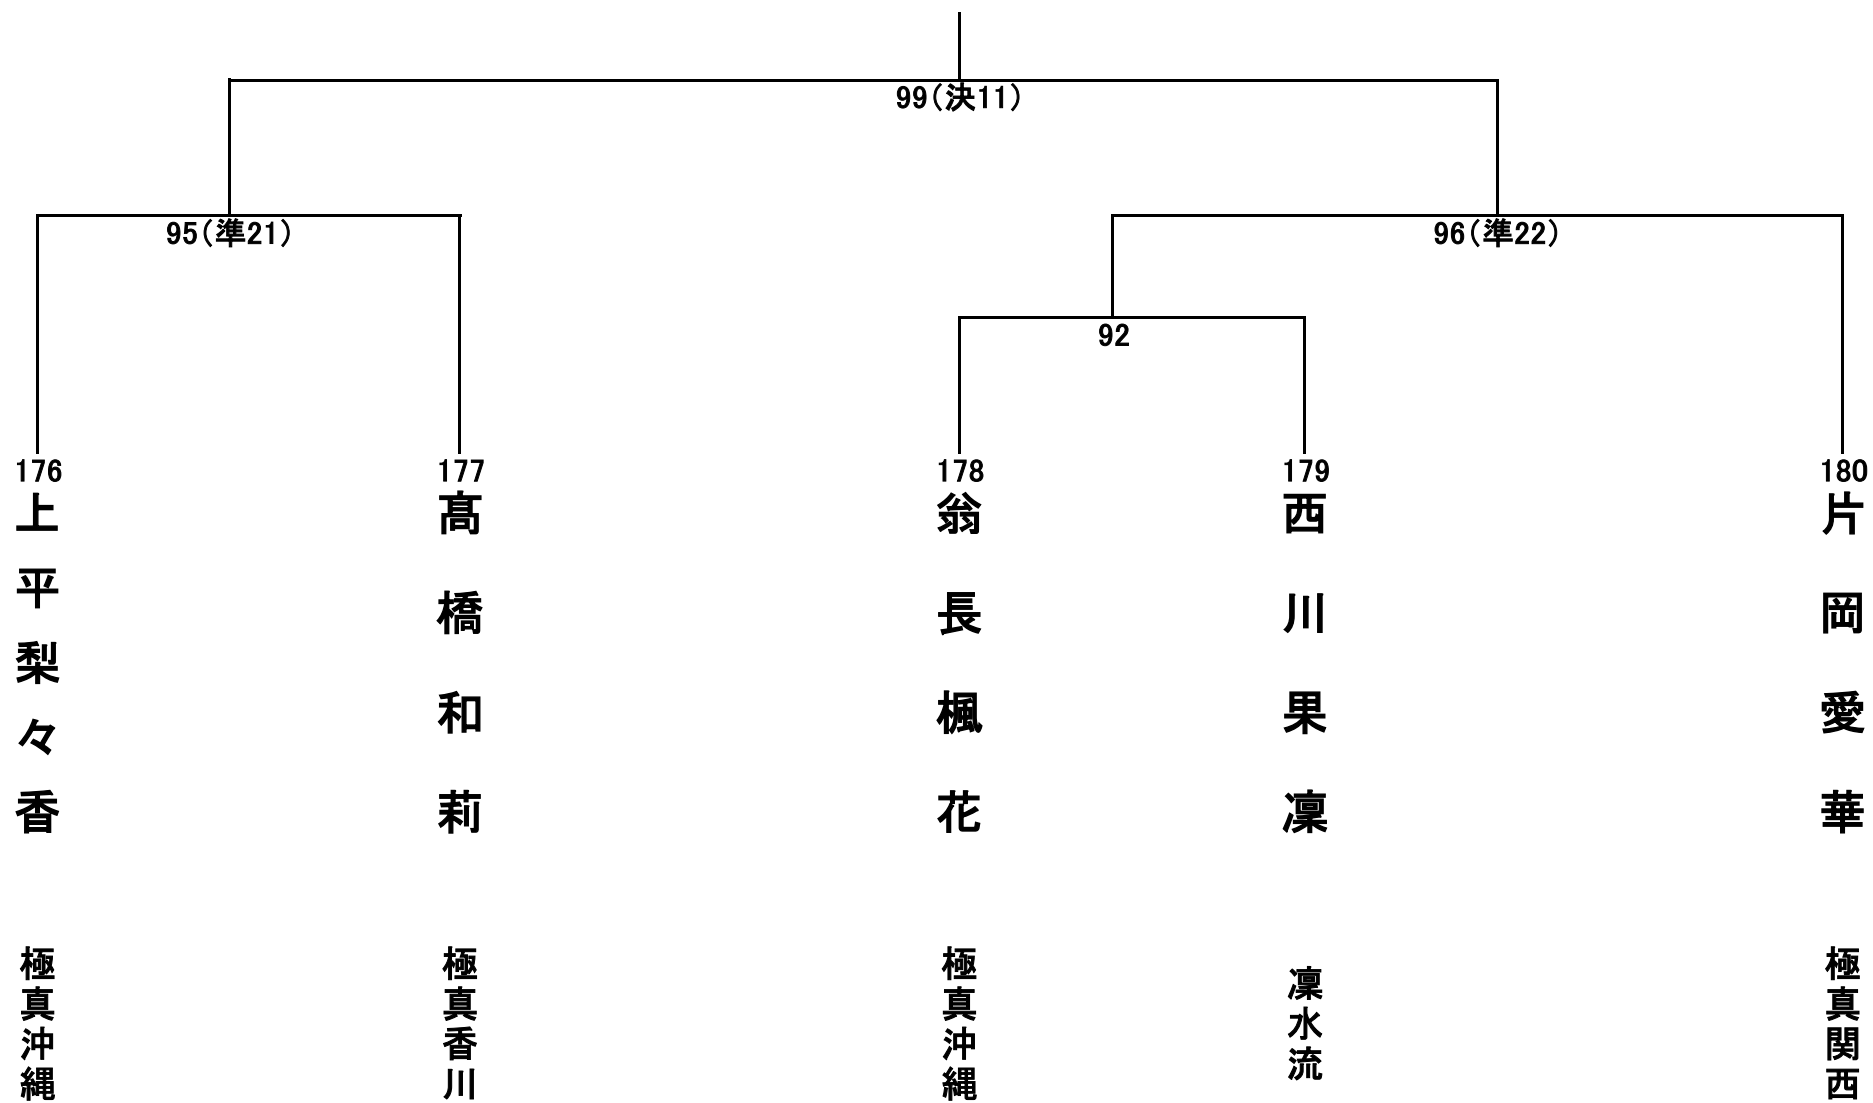 99（決11）
95（準21）
96（準22）
92
176
177
178
179
180
上平梨々香
髙橋和莉
翁長楓花
西川果凜
片岡愛華
極真沖縄
極真香川
極真沖縄
凜水流
極真関西